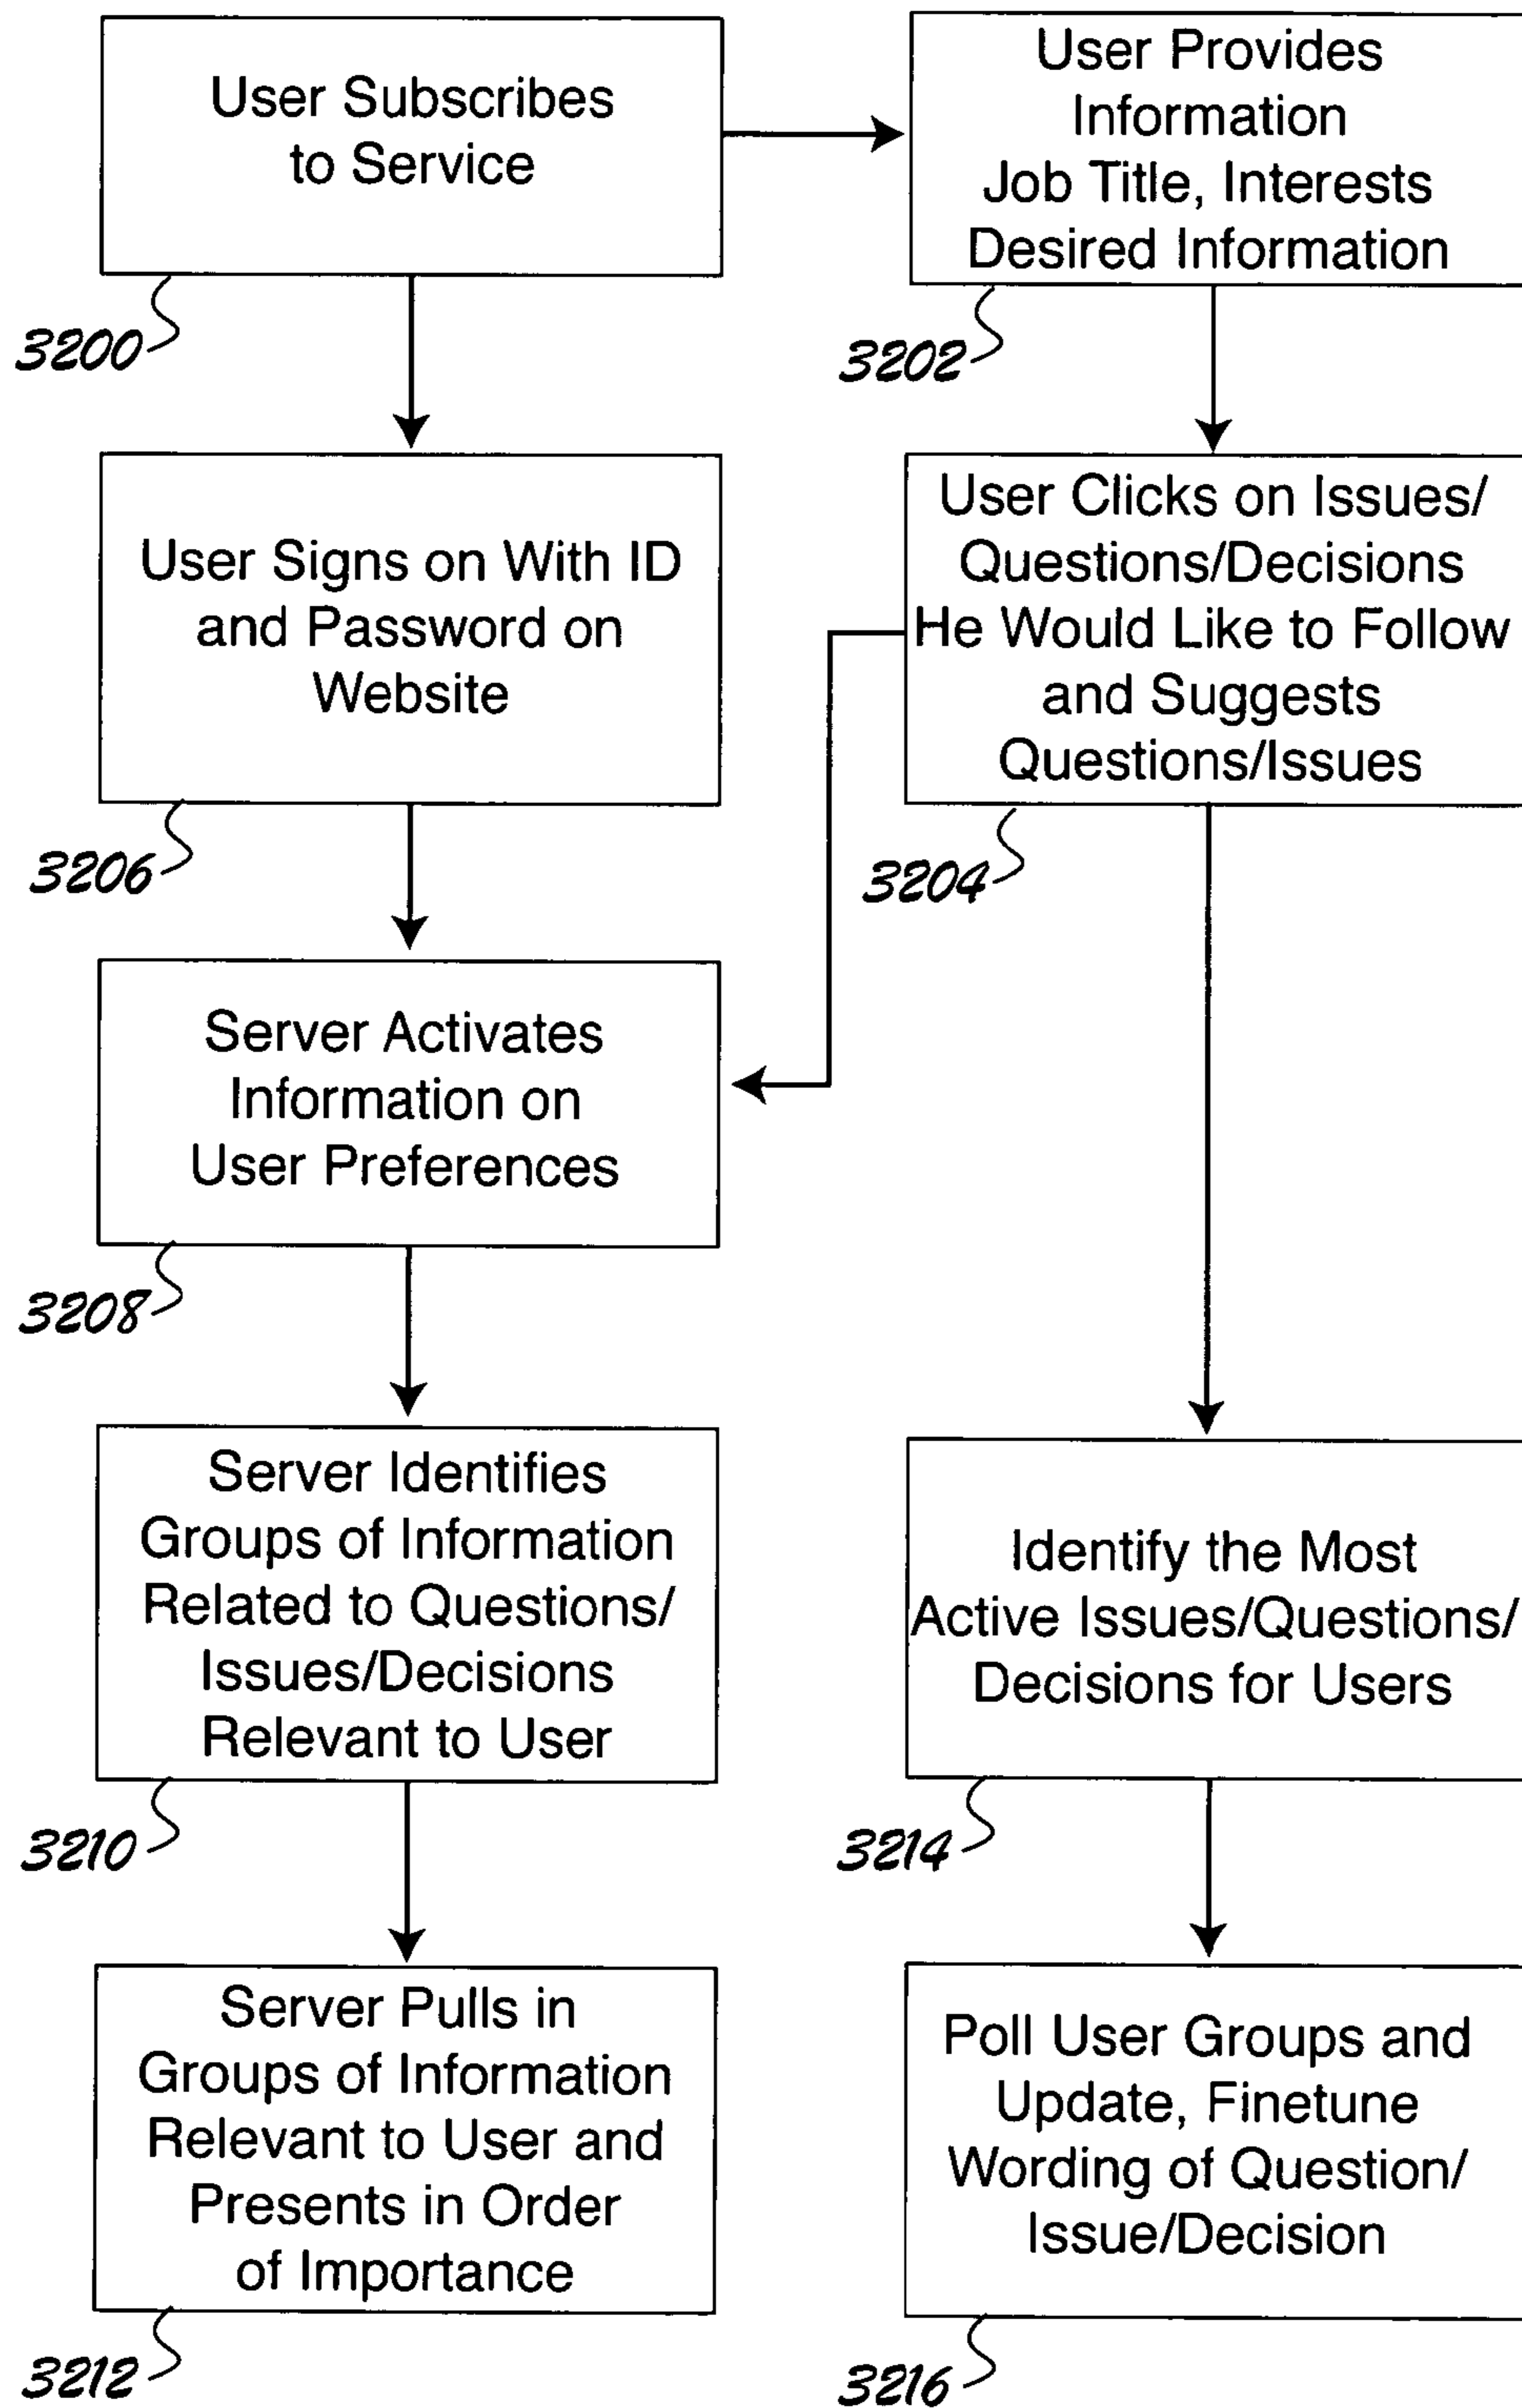 User Subscribes
to Service
3200
User Provides
Information
Job Title, Interests
Desired Information
3202
User Signs on With ID
and Password on
Website
3206
User Clicks on Issues/
Questions/Decisions
He Would Like to Follow
and Suggests
Questions/Issues
3204
Server Activates
Information on
User Preferences
3208
Server Identifies
Groups of Information
Related to Questions/
Issues/Decisions
Relevant to User
3210
Identify the Most
Active Issues/Questions/
Decisions for Users
3214
Server Pulls in
Groups of Information
Relevant to User and
Presents in Order
of Importance
3212
Poll User Groups and
Update, Finetune
Wording of Question/
Issue/Decision
3216